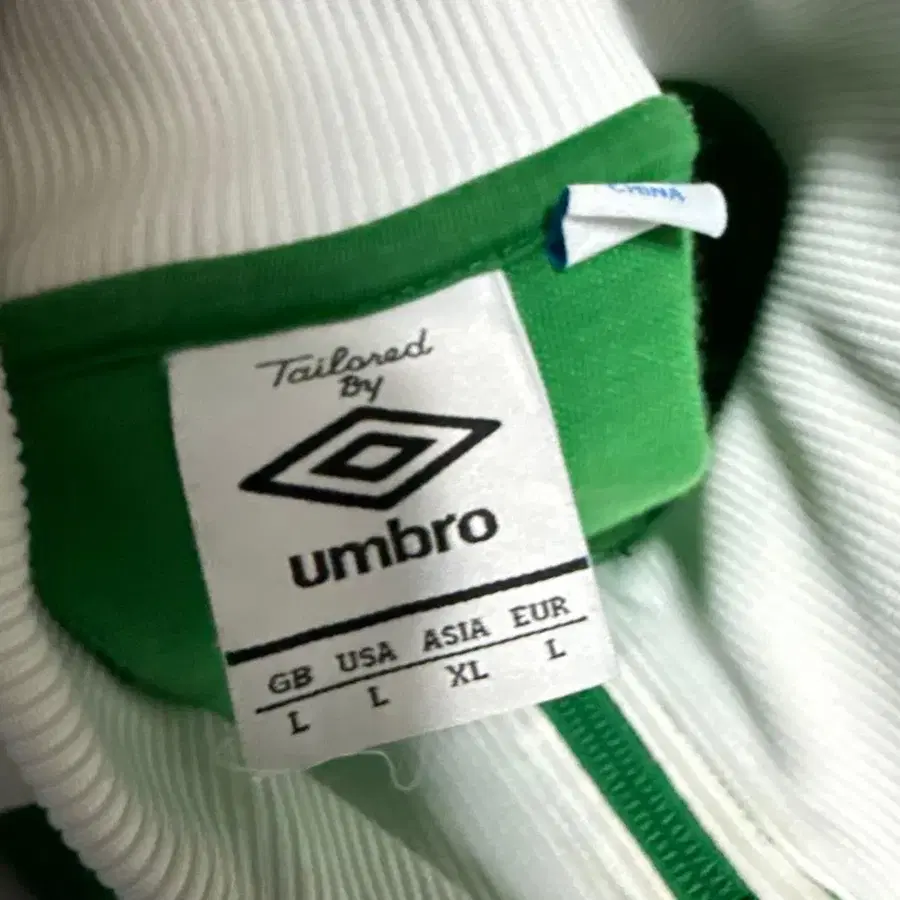 CHINA
Tailored
By
umbro
GB USA ASIA EUR
L L XL L